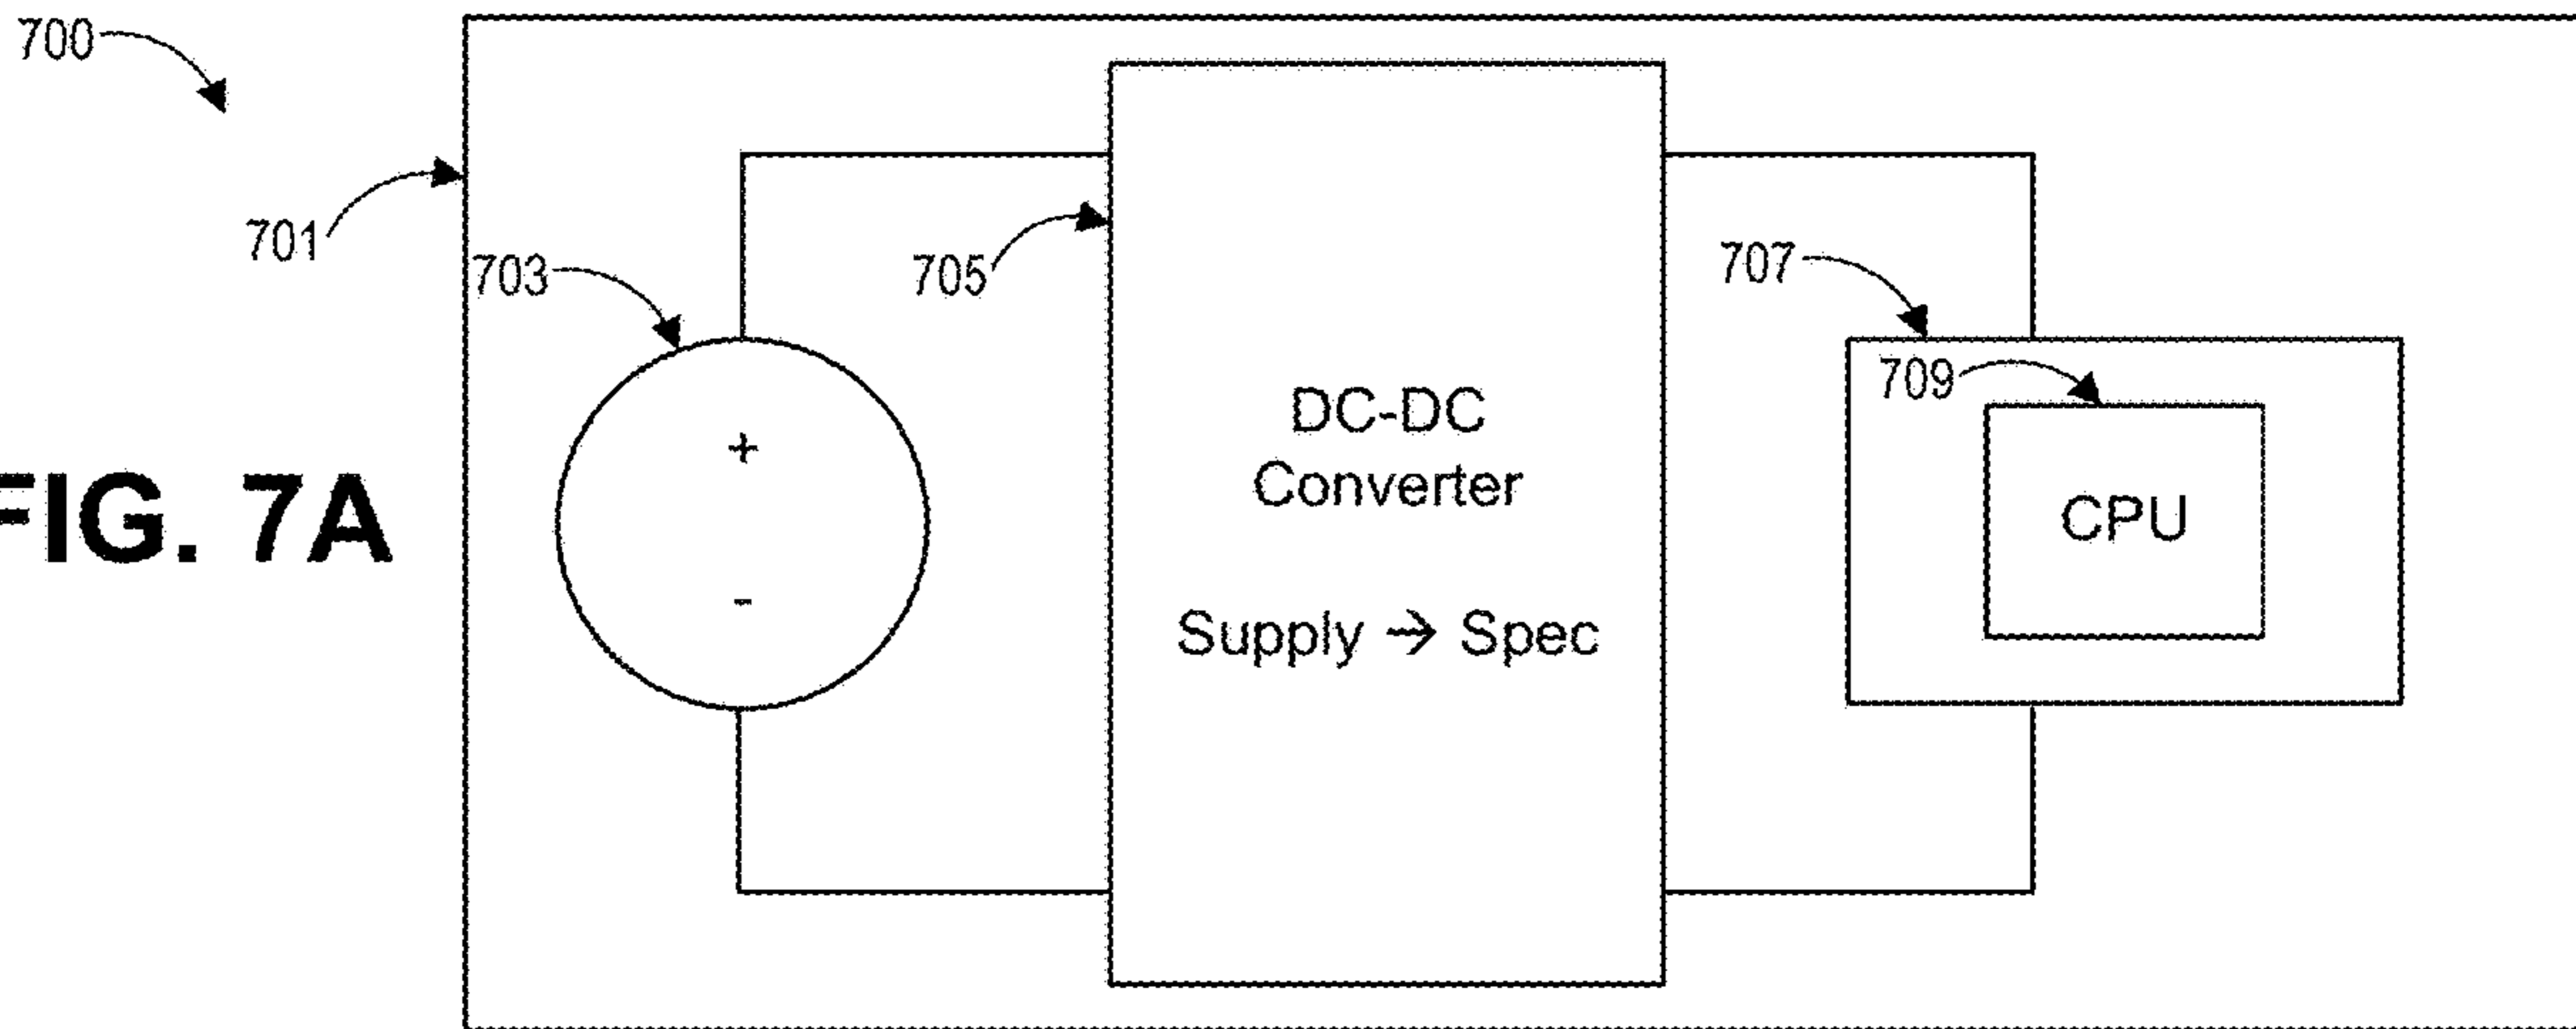 700
701
703
705
707
709
+
-
DC-DC
Converter
Supply → Spec
CPU
FIG. 7A